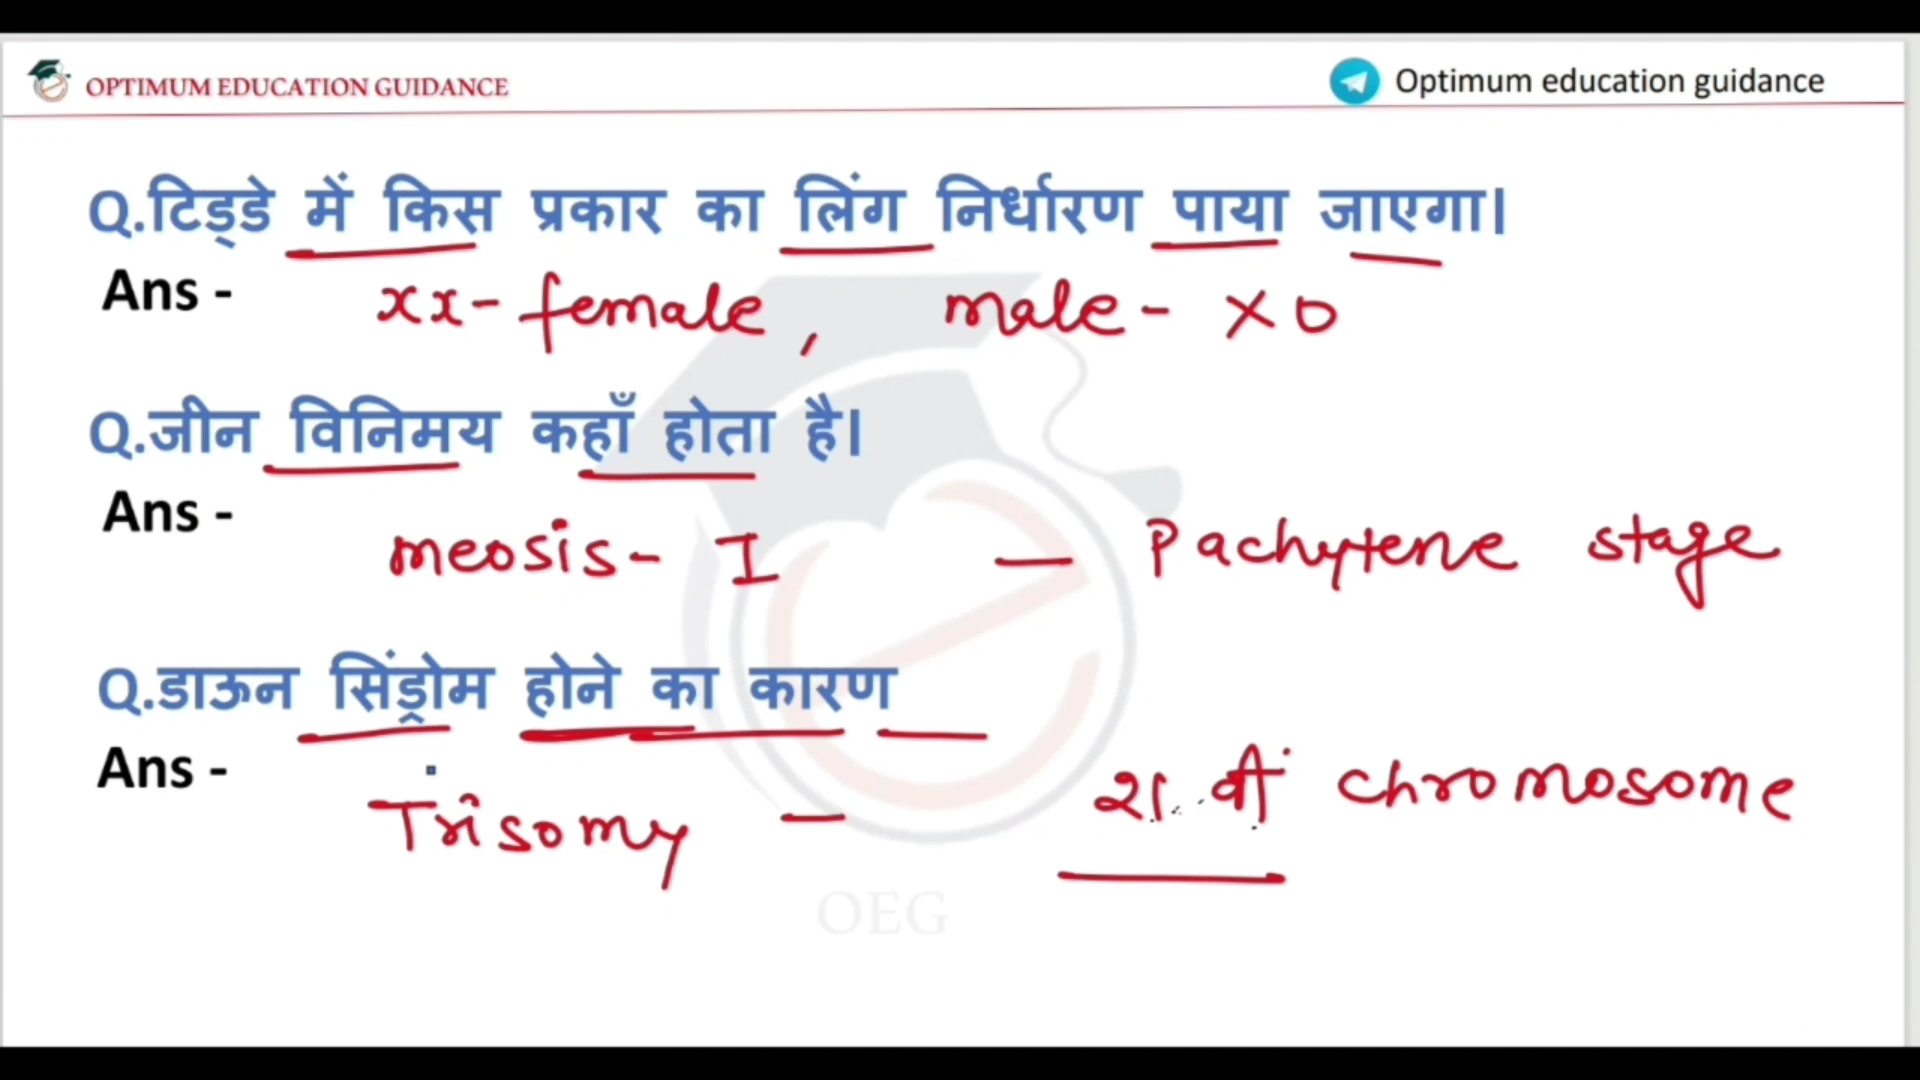 OPTIMUM EDUCATION GUIDANCE
Optimum education guidance
Q.टिड्डे में किस प्रकार का लिंग निर्धारण पाया जाएगा।
Ans - xx- female, male- XO
Q.जीन विनिमय कहाँ होता है।
Ans - meosis- I — Pachytene stage
Q.डाऊन सिंड्रोम होने का कारण
Ans - Trisomy — 21 वीं chromosome
OEG